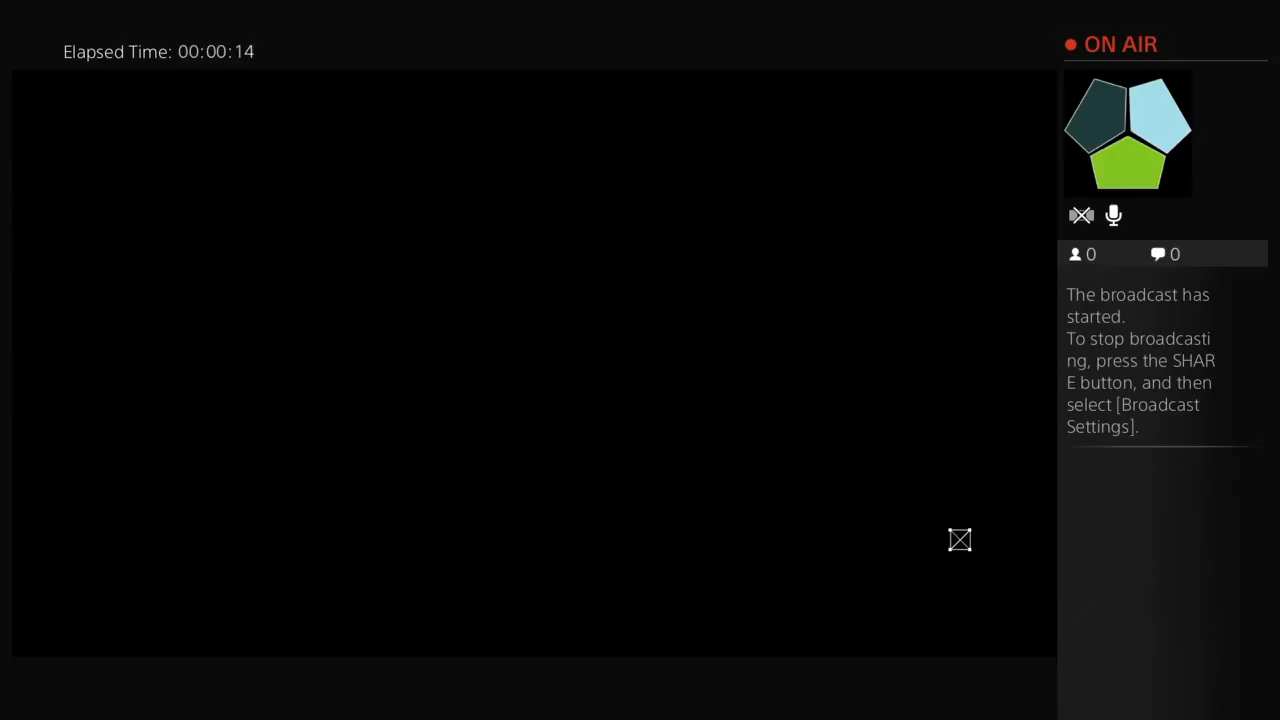 Elapsed Time: 00:00:14
ON AIR
0
0
The broadcast has
started.
To stop broadcasti
ng, press the SHAR
E button, and then
select [Broadcast
Settings].